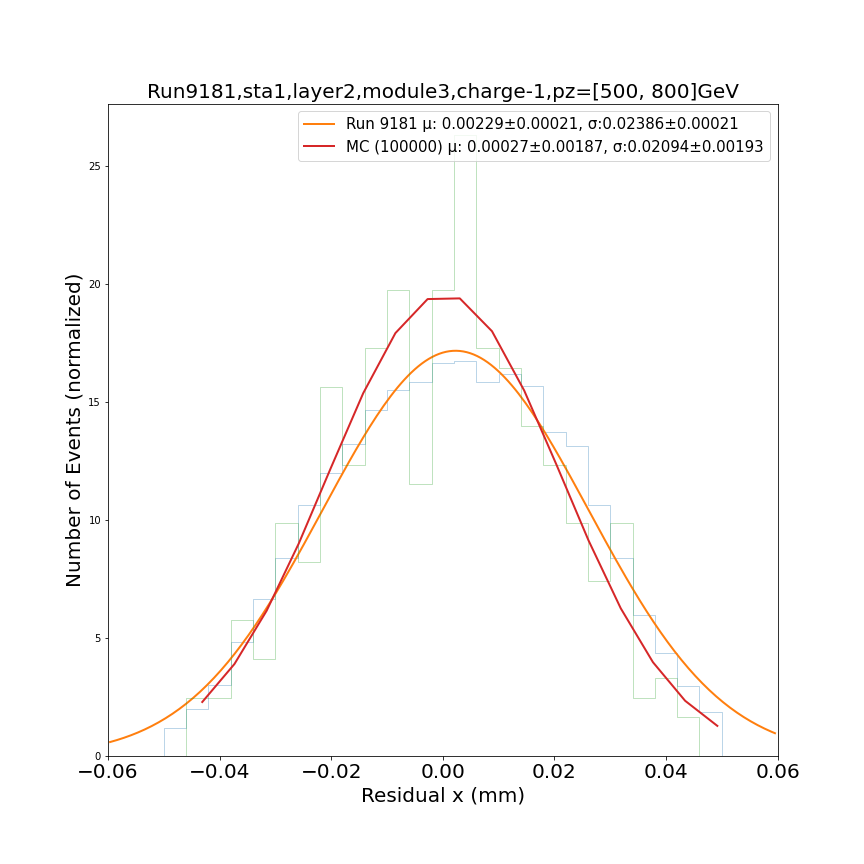 Run9181,sta1,layer2,module3,charge-1,pz=[500, 800]GeV
Run 9181 μ: 0.00229±0.00021, σ:0.02386±0.00021
MC (100000) μ: 0.00027±0.00187, σ:0.02094±0.00193
Number of Events (normalized)
25
20
15
10
5
0
−0.06 −0.04 −0.02 0.00 0.02 0.04 0.06
Residual x (mm)